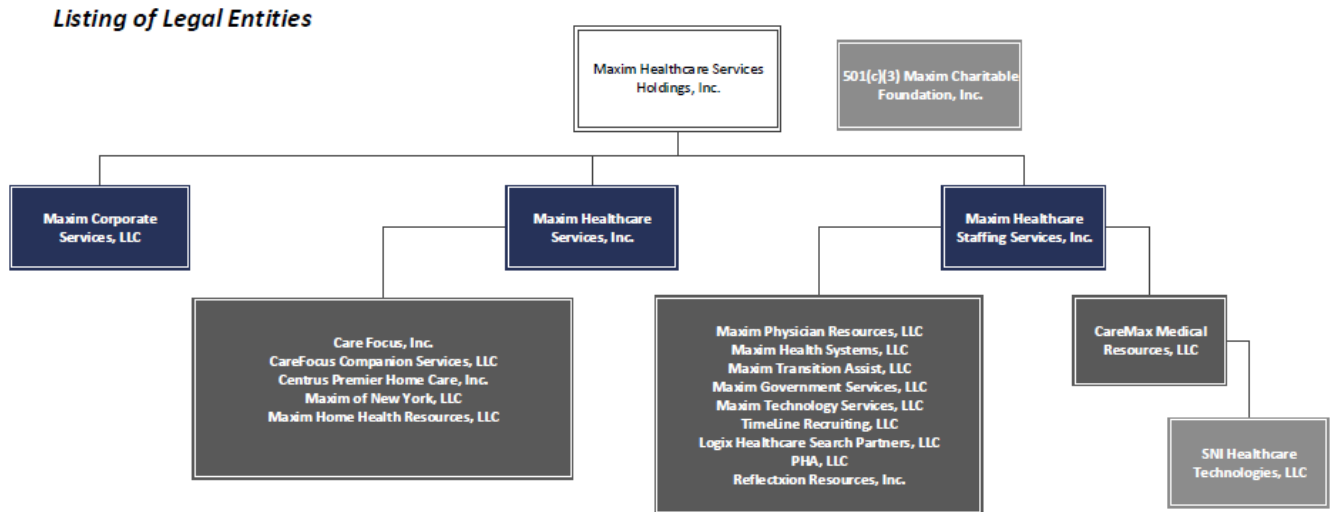 Listing of Legal Entities
Maxim Healthcare Services
Holdings, Inc.
501(c)(3) Maxim Charitable
Foundation, Inc.
Maxim Corporate
Services, LLC
Maxim Healthcare
Services, Inc.
Maxim Healthcare
Staffing Services, Inc.
Care Focus, Inc.
CareFocus Companion Services, LLC
Centrus Premier Home Care, Inc.
Maxim of New York, LLC
Maxim Home Health Resources, LLC
Maxim Physician Resources, LLC
Maxim Health Systems, LLC
Maxim Transition Assist, LLC
Maxim Government Services, LLC
Maxim Technology Services, LLC
TimeLine Recruiting, LLC
Logix Healthcare Search Partners, LLC
PHA, LLC
Reflectxion Resources, Inc.
CareMax Medical
Resources, LLC
SNI Healthcare
Technologies, LLC